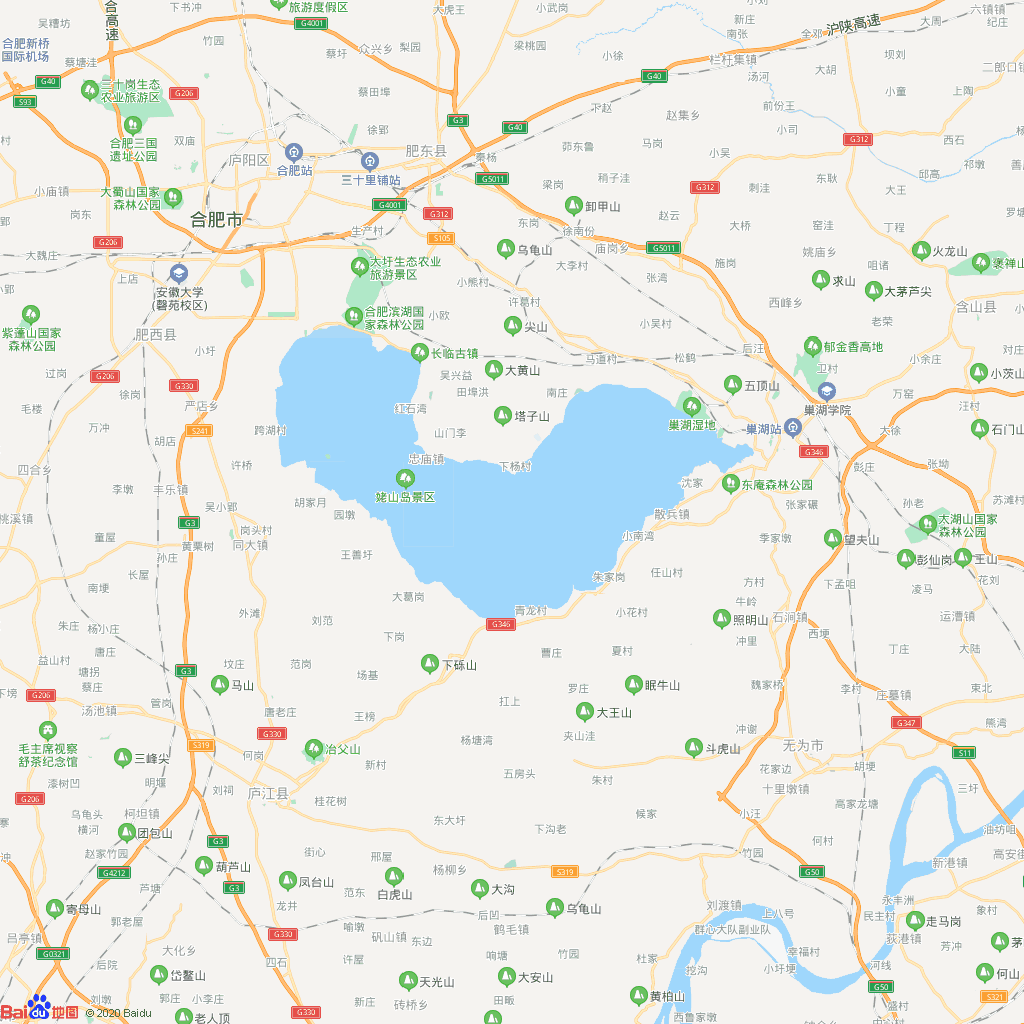 吴槽坊
合高速
下书冲
旅游度假区
G4001
大虎王
小武岗
新庄
大周
六镇镇
纪庄
沪陕高速
合肥新桥
国际机场
竹园
众兴乡
梨园
蔡圩
梁桃园
南张
全邓
坝刘
二郎口镇
蔡塘洼
小徐
栏杆集镇
汤河
大胡
G40
三十岗生态
农业旅游区
G206
蔡田埠
G40
小童
上陶
S93
下赵
前份王
G3
G40
赵集乡
小司
合肥三国
遗址公园
双庙
徐郢
G312
西石
庐阳区
合肥站
三十里铺站
肥东县
秦杨
茆东鲁
马岗
小吴
祁墩
善厚镇
邱高
小庙镇
大蜀山国家
森林公园
G5011
梁岗
稍子洼
G312
剩洼
东耿
大王
岗东
合肥市
G4001
G312
卸甲山
赵云
生产村
东岗
徐南份
大桥
窑洼
丁程
G206
S105
乌龟山
庙岗乡
G5011
大魏庄
大圩生态农业
旅游景区
大李村
姚庙乡
火龙山
上店
安徽大学
(磬苑校区)
小熊村
张湾
施岗
求山
咀诸
褒禅山
小郢
许葛村
西峰乡
大茅芦尖
含山县
紫蓬山国家
森林公园
合肥滨湖国
家森林公园
小欧
尖山
小吴村
老荣
肥西县
小圩
长临古镇
马道村
松鹤
后汪
郁金香高地
对庄
过岗
吴兴益
大黄山
卫村
小余庄
小茨山
G206
G330
田埠洪
南庄
五顶山
巢湖学院
万窑
毛楼
徐岗
严店乡
红石湾
塔子山
巢湖湿地
巢湖站
汪村
万冲
S241
跨湖村
山门李
大徐
石门山
胡店
G346
忠庙镇
下杨村
四合乡
许桥
彭庄
张坳
姥山岛景区
沈家
东庵森林公园
李墩
丰乐镇
胡家月
吴小郢
园墩
散兵镇
张家碾
孙老
苏滩村
桃溪镇
G3
岗头村
太湖山国家
森林公园
童屋
黄栗树
同大镇
小南湾
季家墩
望夫山
王善圩
孙庄
彭仙岗
王山
长屋
朱家岗
任山村
南埂
方村
下孟咀
花刘
大葛岗
凌马
外滩
青龙村
小花村
牛岭
朱庄
刘范
G346
照明山
石涧镇
运漕镇
杨小庄
下岗
冲里
西埂
唐庄
益山村
坟庄
范岗
下砾山
曹庄
夏村
丁庄
大陆
塘拐
G3
场基
蔡庄
马山
罗庄
眠牛山
魏家桥
李村
东北
下塝
G206
管岗
汤池镇
唐老庄
王榜
扛上
大王山
庄墓镇
毛主席视察
舒茶纪念馆
G330
杨塘湾
夹山洼
冲谢
G347
熊湾
S319
何岗
冶父山
斗虎山
无为市
S11
三峰尖
新村
五房头
花家边
胡埂
漆树凹
明堰
朱村
三圩
G206
刘祠
庐江县
桂花树
十里墩镇
乌龟头
柯坦镇
候家
小汪
高家龙塘
横河
团包山
东大圩
下沟老
油坊咀
G3
何村
赵家竹园
街心
邢屋
竹园
新港镇
高安街
冲
G4212
葫芦山
杨柳乡
S319
G50
芦塘
G3
凤台山
白虎山
大沟
永丰洲
寄母山
龙井
范东
后凹
乌龟山
刘渡镇
上八号
民主村
走马岗
象村
郭老屋
喻墩
鹤毛镇
群心大队副业队
荻港镇
吕亭镇
G330
矾山镇
东边
芳冲
大化乡
幸福村
G0321
后院
四石
许屋
响塘
竹园
杜家
挖沟
小圩埂
河线
岱鳌山
天光山
大安山
何山
刘墩
郭庄
小李庄
新庄
砖桥乡
田畈
黄柏山
G50
S321
盛村
Bai du 地图
© 2020 Baidu
老人顶
G330
西鲁家墩